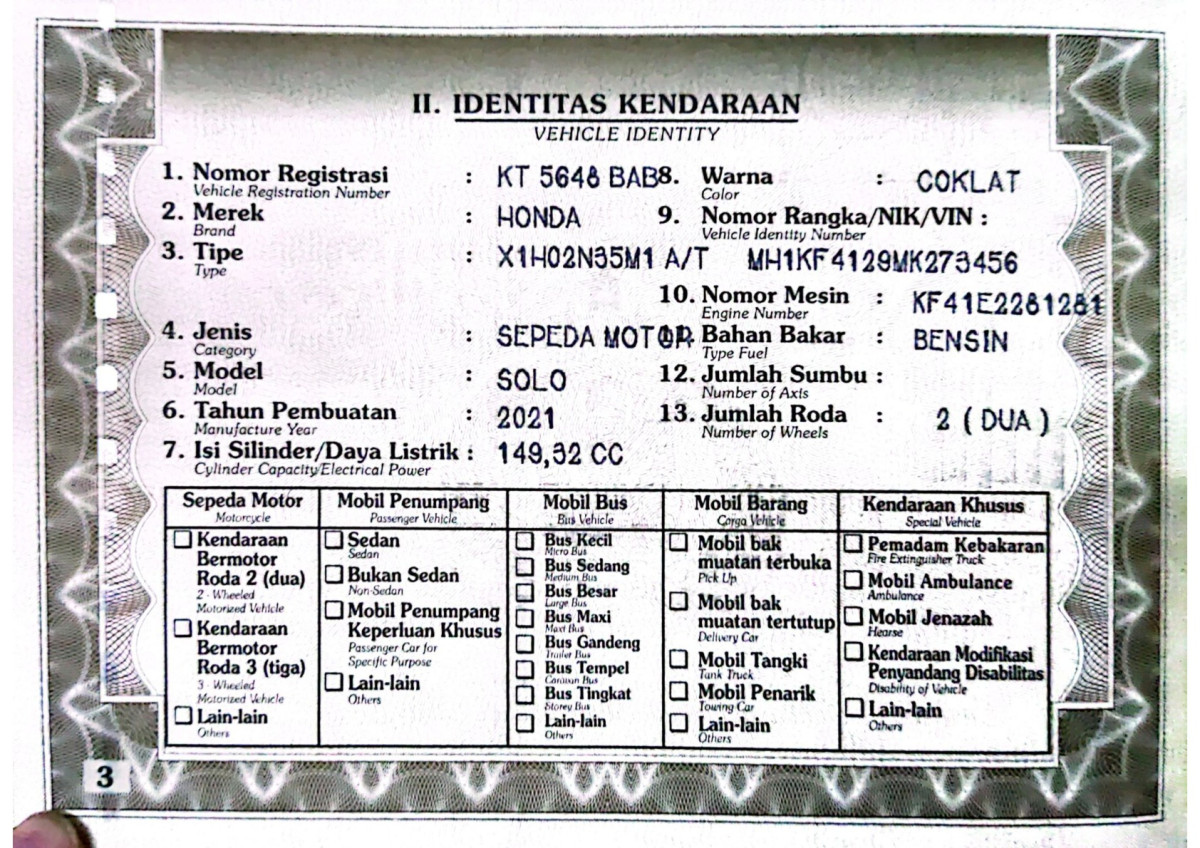 II. IDENTITAS KENDARAAN
VEHICLE IDENTITY
1. Nomor Registrasi : KT 5648 BAB
Vehicle Registration Number
2. Merek : HONDA
Brand
3. Tipe : X1H02N35M1 A/T
Type
4. Jenis : SEPEDA MOTOR
Category
5. Model : SOLO
Model
6. Tahun Pembuatan : 2021
Manufacture Year
7. Isi Silinder/Daya Listrik : 149,32 CC
Cylinder Capacity/Electrical Power
8. Warna : COKLAT
Color
9. Nomor Rangka/NIK/VIN :
Vehicle Identity Number
MH1KF4129MK273456
10. Nomor Mesin : KF41E2281281
Engine Number
Bahan Bakar : BENSIN
Type Fuel
12. Jumlah Sumbu :
Number of Axis
13. Jumlah Roda : 2 ( DUA )
Number of Wheels
Sepeda Motor
Motorcycle
Kendaraan
Bermotor
Roda 2 (dua)
2 - Wheeled
Motorized Vehicle
Kendaraan
Bermotor
Roda 3 (tiga)
3 - Wheeled
Motorized Vehicle
Lain-lain
Others
Mobil Penumpang
Passenger Vehicle
Sedan
Sedan
Bukan Sedan
Non-Sedan
Mobil Penumpang
Keperluan Khusus
Passenger Car for
Specific Purpose
Lain-lain
Others
Mobil Bus
Bus Vehicle
Bus Kecil
Micro Bus
Bus Sedang
Medium Bus
Bus Besar
Large Bus
Bus Maxi
Maxi Bus
Bus Gandeng
Trailer Bus
Bus Tempel
Caravan Bus
Bus Tingkat
Storey Bus
Lain-lain
Others
Mobil Barang
Cargo Vehicle
Mobil bak
muatan terbuka
Pick Up
Mobil bak
muatan tertutup
Delivery Car
Mobil Tangki
Tank Truck
Mobil Penarik
Towing Car
Lain-lain
Others
Kendaraan Khusus
Special Vehicle
Pemadam Kebakaran
Fire Extinguisher Truck
Mobil Ambulance
Ambulance
Mobil Jenazah
Hearse
Kendaraan Modifikasi
Penyandang Disabilitas
Disability of Vehicle
Lain-lain
Others
3